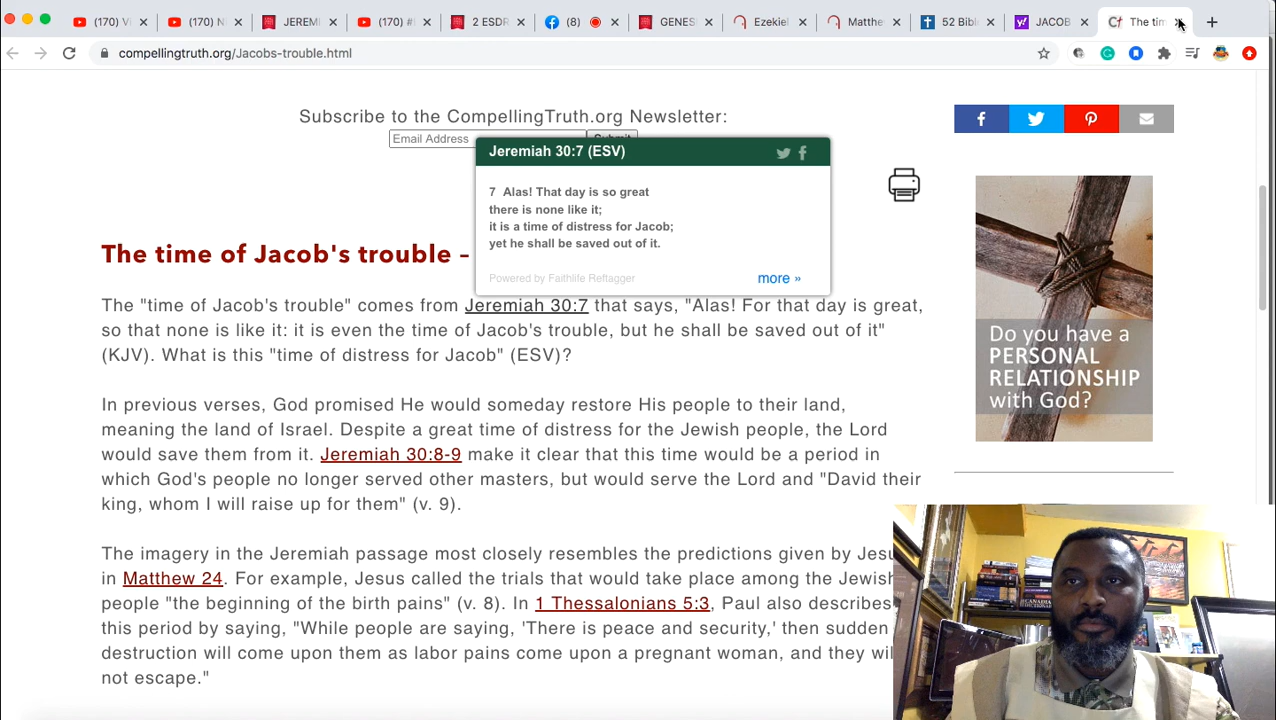 (170) V
(170) N
JEREMI
(170) #
2 ESDR
(8)
GENES
Ezekiel
Matthe
52 Bibl
JACOB
The tim
compellingtruth.org/Jacobs-trouble.html
Subscribe to the CompellingTruth.org Newsletter:
Email Address
Submit
Jeremiah 30:7 (ESV)
7 Alas! That day is so great
there is none like it;
it is a time of distress for Jacob;
yet he shall be saved out of it.
Powered by Faithlife Reftagger
more »
The time of Jacob's trouble –
The "time of Jacob's trouble" comes from Jeremiah 30:7 that says, "Alas! For that day is great,
so that none is like it: it is even the time of Jacob's trouble, but he shall be saved out of it"
(KJV). What is this "time of distress for Jacob" (ESV)?
In previous verses, God promised He would someday restore His people to their land,
meaning the land of Israel. Despite a great time of distress for the Jewish people, the Lord
would save them from it. Jeremiah 30:8-9 make it clear that this time would be a period in
which God's people no longer served other masters, but would serve the Lord and "David their
king, whom I will raise up for them" (v. 9).
The imagery in the Jeremiah passage most closely resembles the predictions given by Jesu
in Matthew 24. For example, Jesus called the trials that would take place among the Jewish
people "the beginning of the birth pains" (v. 8). In 1 Thessalonians 5:3, Paul also describes
this period by saying, "While people are saying, 'There is peace and security,' then sudden
destruction will come upon them as labor pains come upon a pregnant woman, and they wil
not escape."
Do you have a
PERSONAL
RELATIONSHIP
with God?